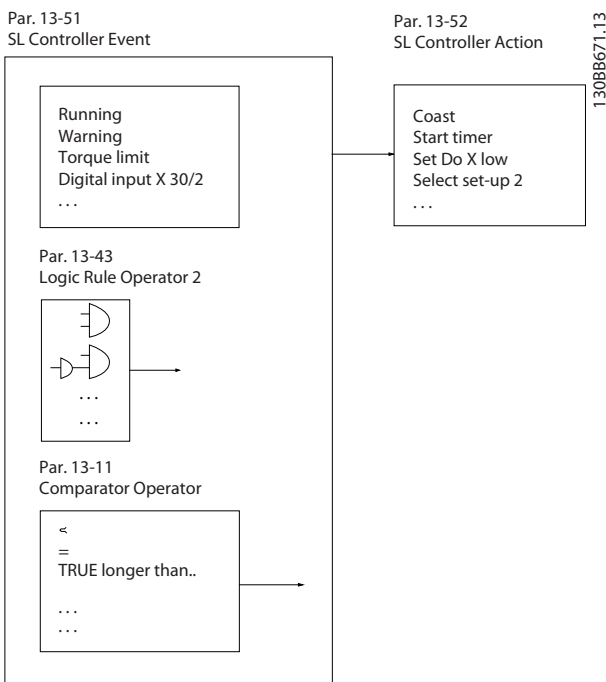 Par. 13-51
SL Controller Event
Par. 13-52
SL Controller Action
130BB671.13
Running
Warning
Torque limit
Digital input X 30/2
. . .
Coast
Start timer
Set Do X low
Select set-up 2
. . .
Par. 13-43
Logic Rule Operator 2
. . .
. . .
Par. 13-11
Comparator Operator
<
=
TRUE longer than..
. . .
. . .